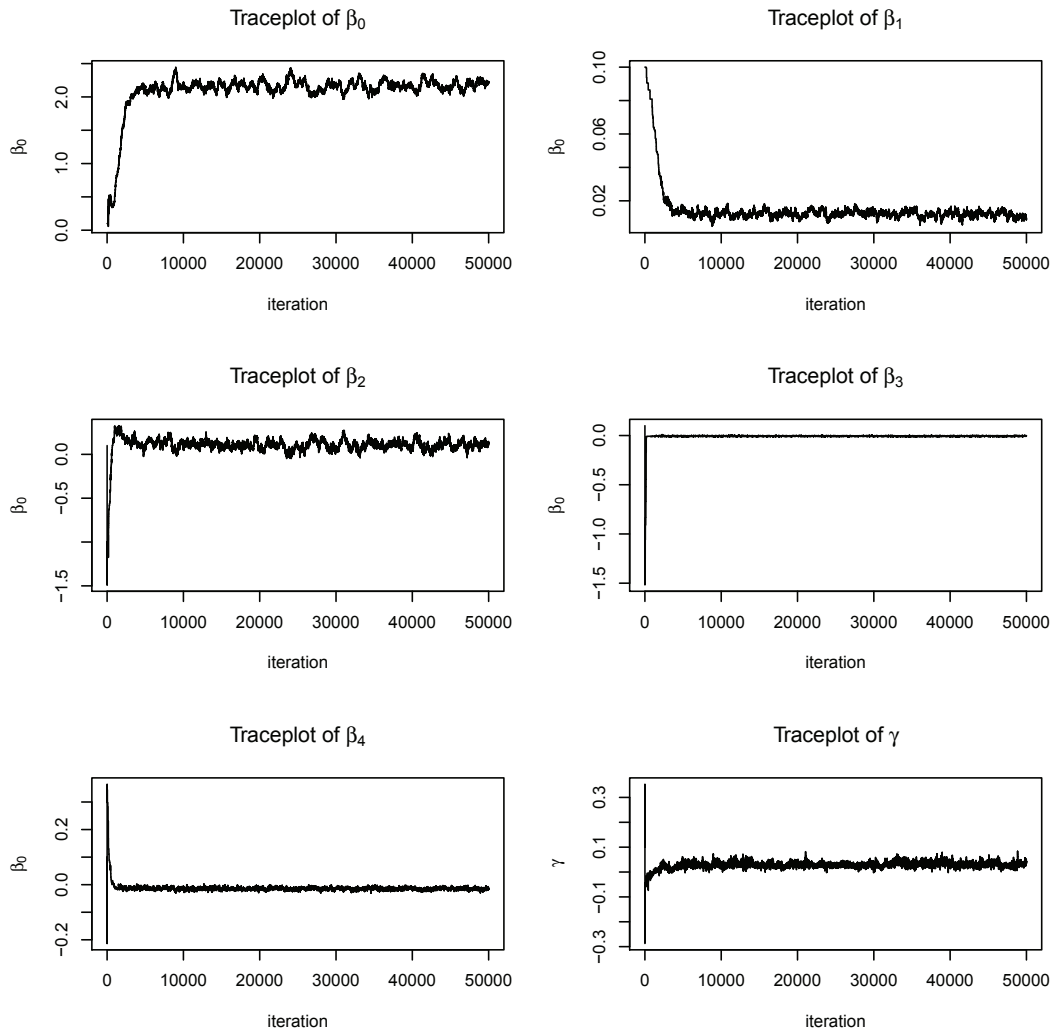 Traceplot of β0
β0
0.0 1.0 2.0
0 10000 20000 30000 40000 50000
iteration
Traceplot of β1
β0
0.02 0.06 0.10
0 10000 20000 30000 40000 50000
iteration
Traceplot of β2
β0
−1.5 −0.5 0.0
0 10000 20000 30000 40000 50000
iteration
Traceplot of β3
β0
−1.5 −1.0 −0.5 0.0
0 10000 20000 30000 40000 50000
iteration
Traceplot of β4
β0
−0.2 0.0 0.2
0 10000 20000 30000 40000 50000
iteration
Traceplot of γ
γ
−0.3 −0.1 0.1 0.3
0 10000 20000 30000 40000 50000
iteration